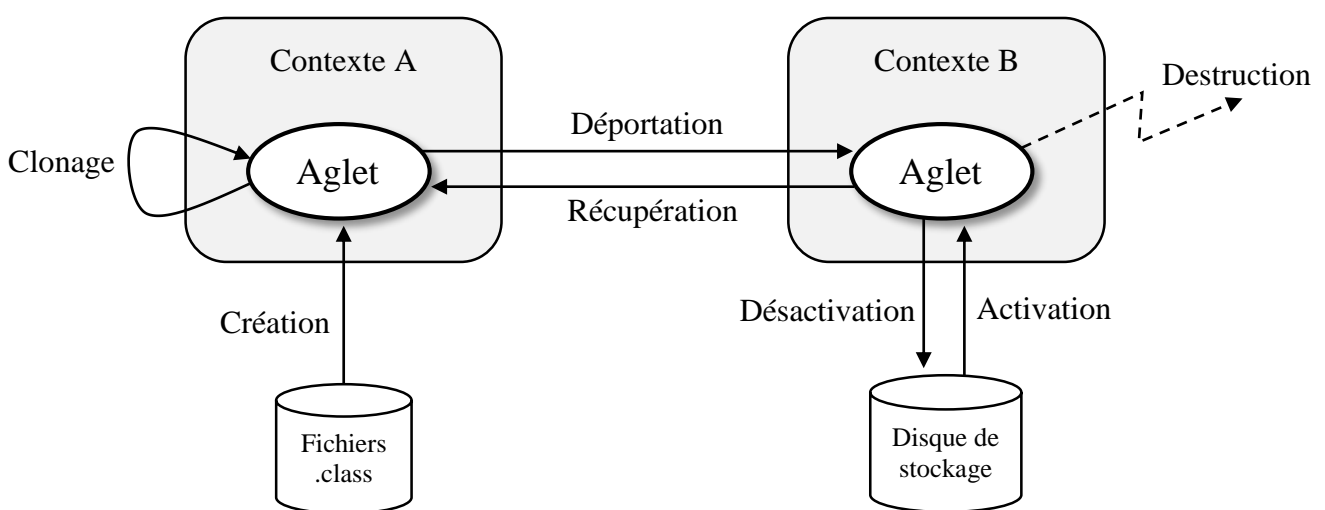 Contexte A
Contexte B
Destruction
Déportation
Clonage
Aglet
Aglet
Récupération
Création
Désactivation
Activation
Fichiers
.class
Disque de
stockage